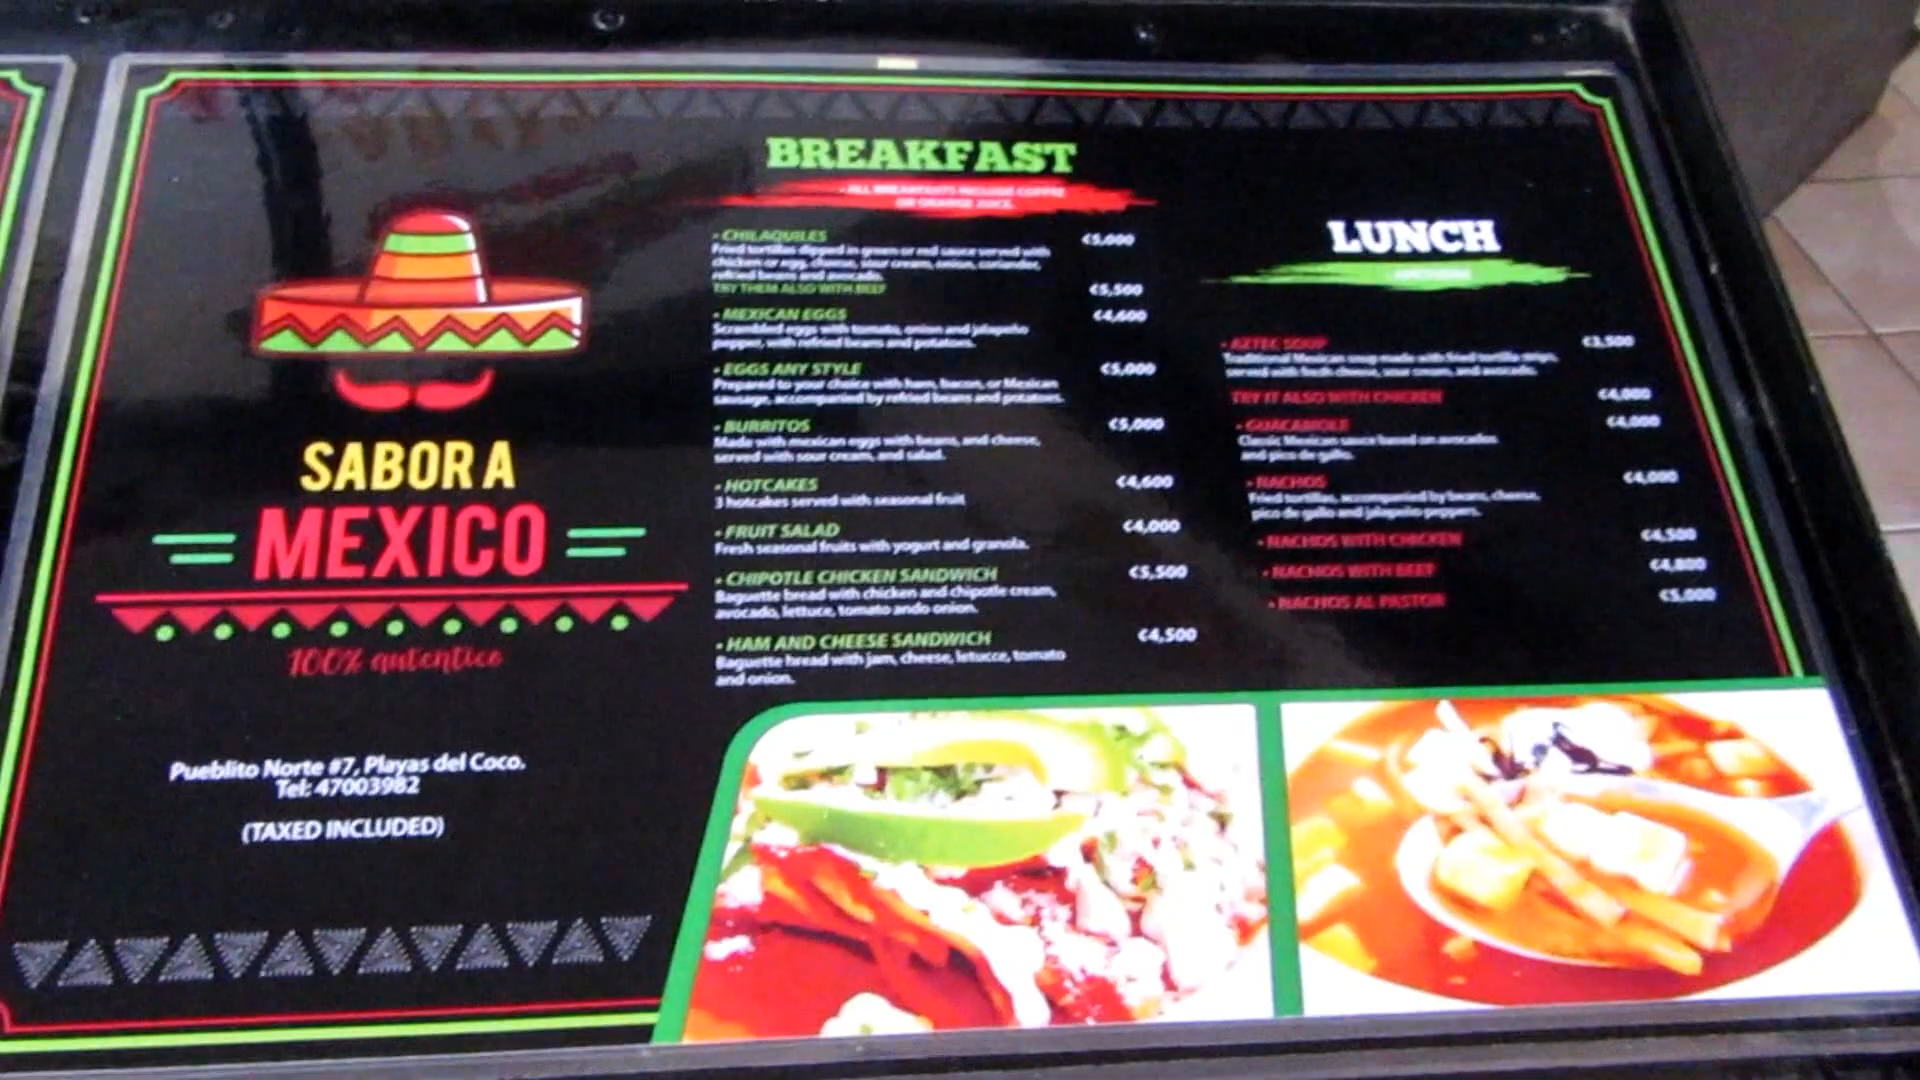 SABOR A
MEXICO
100% autentico
Pueblito Norte #7, Playas del Coco.
Tel: 47003982
(TAXED INCLUDED)
BREAKFAST
• ALL BREAKFASTS INCLUDE COFFEE
OR ORANGE JUICE.
• CHILAQUILES ₡5,000
Fried tortillas dipped in green or red sauce served with
chicken or egg, cheese, sour cream, onion, coriander,
refried beans and avocado.
TRY THEM ALSO WITH BEEF ₡5,500
• MEXICAN EGGS ₡4,600
Scrambled eggs with tomato, onion and jalapeño
pepper, with refried beans and potatoes.
• EGGS ANY STYLE ₡5,000
Prepared to your choice with ham, bacon, or Mexican
sausage, accompanied by refried beans and potatoes.
• BURRITOS ₡5,000
Made with mexican eggs with beans, and cheese,
served with sour cream, and salad.
• HOTCAKES ₡4,600
3 hotcakes served with seasonal fruit
• FRUIT SALAD ₡4,000
Fresh seasonal fruits with yogurt and granola.
• CHIPOTLE CHICKEN SANDWICH ₡5,500
Baguette bread with chicken and chipotle cream,
avocado, lettuce, tomato ando onion.
• HAM AND CHEESE SANDWICH ₡4,500
Baguette bread with jam, cheese, letucce, tomato
and onion.
LUNCH
• AZTEC SOUP ₡3,500
Traditional Mexican soup made with fried tortilla strips,
served with fresh cheese, sour cream, and avocado.
TRY IT ALSO WITH CHICKEN ₡4,000
• GUACAMOLE ₡4,000
Classic Mexican sauce based on avocados
and pico de gallo.
• NACHOS ₡4,000
Fried tortillas, accompanied by beans, cheese,
pico de gallo and jalapeño peppers.
• NACHOS WITH CHICKEN ₡4,500
• NACHOS WITH BEEF ₡4,800
• NACHOS AL PASTOR ₡5,000